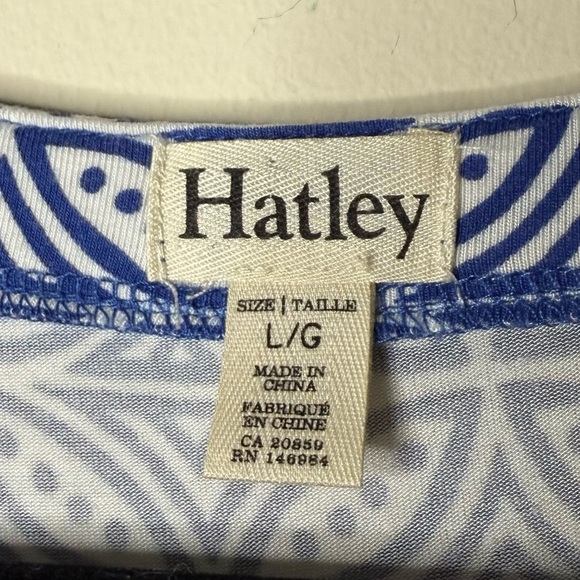 Hatley
SIZE | TAILLE
L/G
MADE IN
CHINA
FABRIQUÉ
EN CHINE
CA 20859
RN 146984